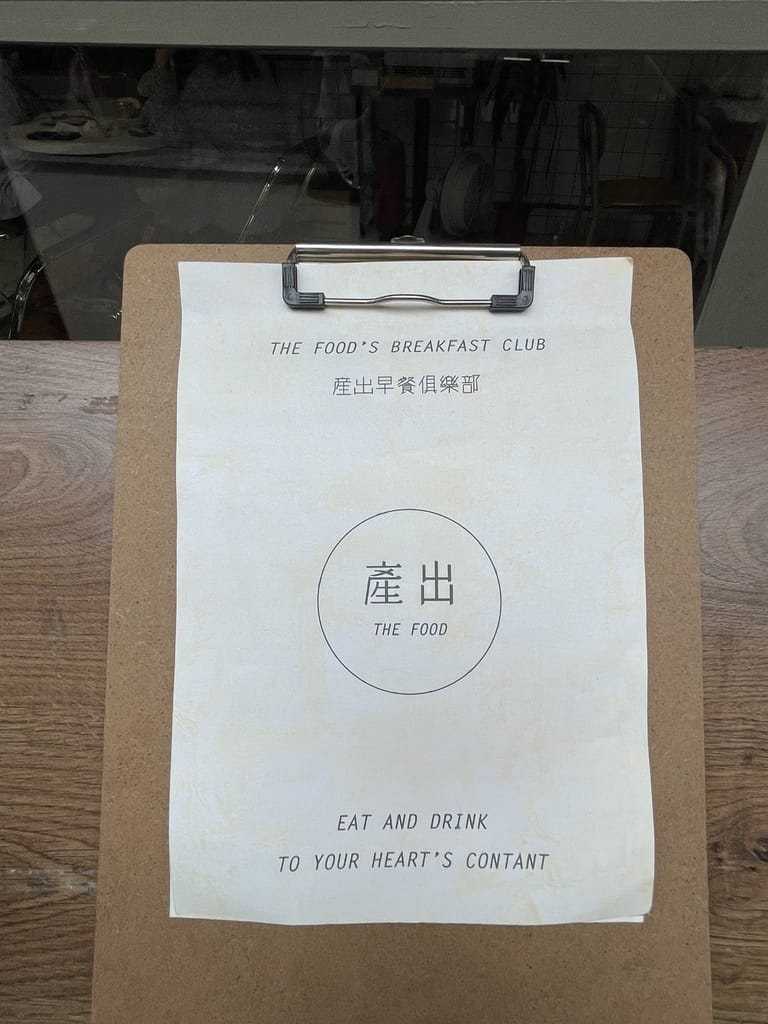 THE FOOD'S BREAKFAST CLUB
産出早餐俱樂部
產出
THE FOOD
EAT AND DRINK
TO YOUR HEART'S CONTANT